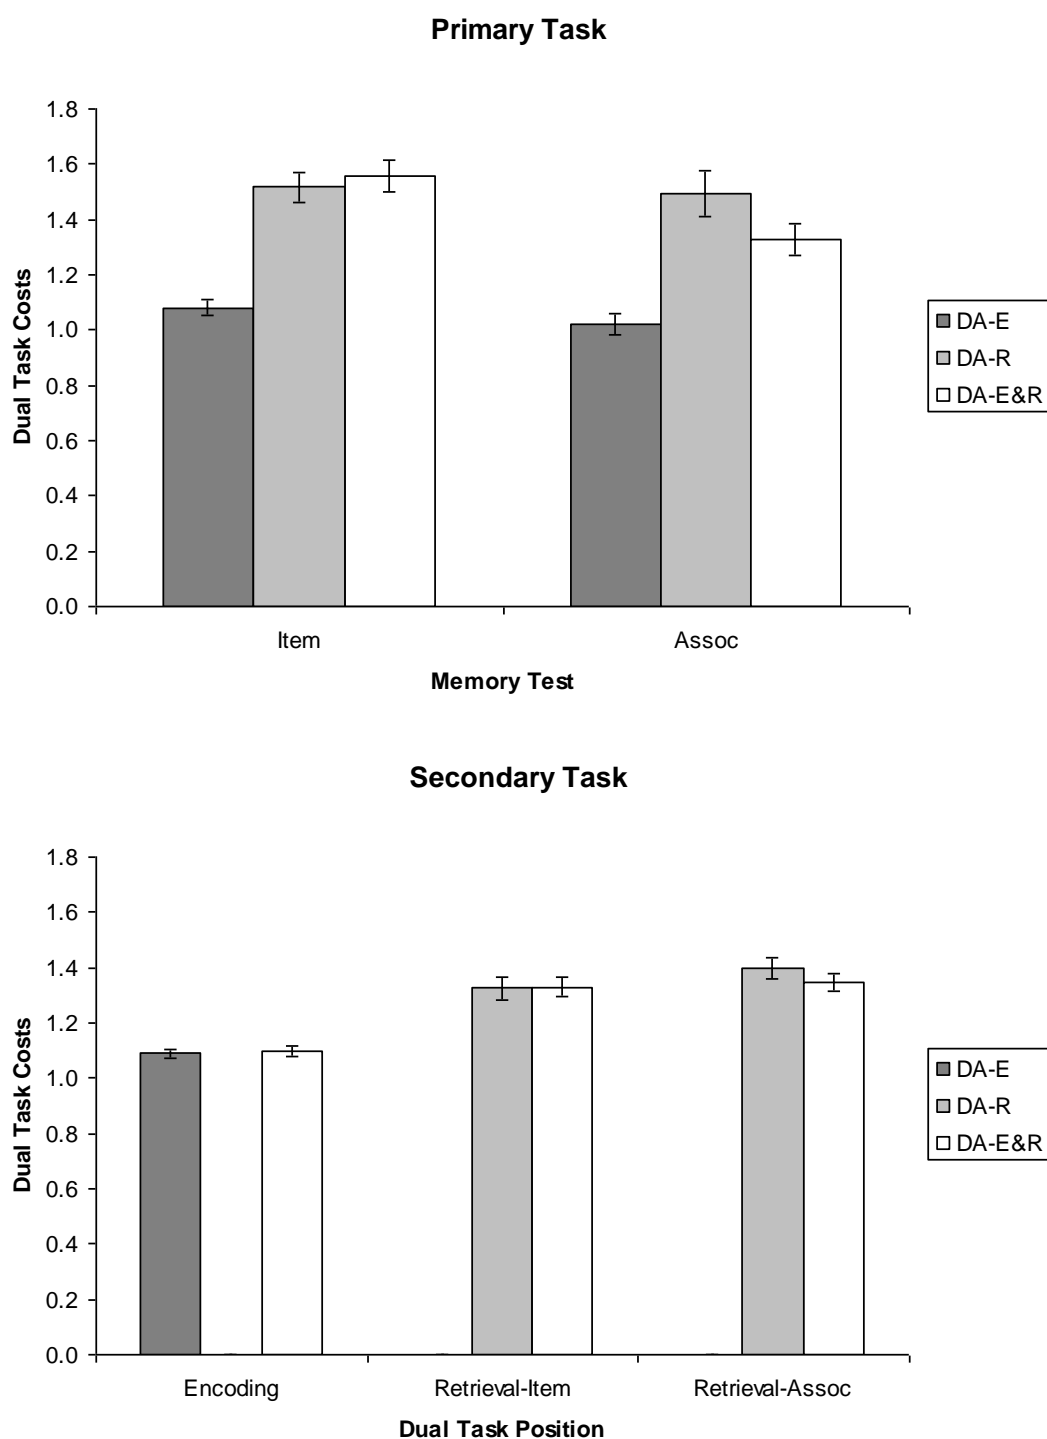 Primary Task
1.8
1.6
1.4
1.2
1.0
0.8
0.6
0.4
0.2
0.0
Dual Task Costs
Item
Assoc
Memory Test
DA-E
DA-R
DA-E&R
Secondary Task
1.8
1.6
1.4
1.2
1.0
0.8
0.6
0.4
0.2
0.0
Dual Task Costs
Encoding
Retrieval-Item
Retrieval-Assoc
Dual Task Position
DA-E
DA-R
DA-E&R